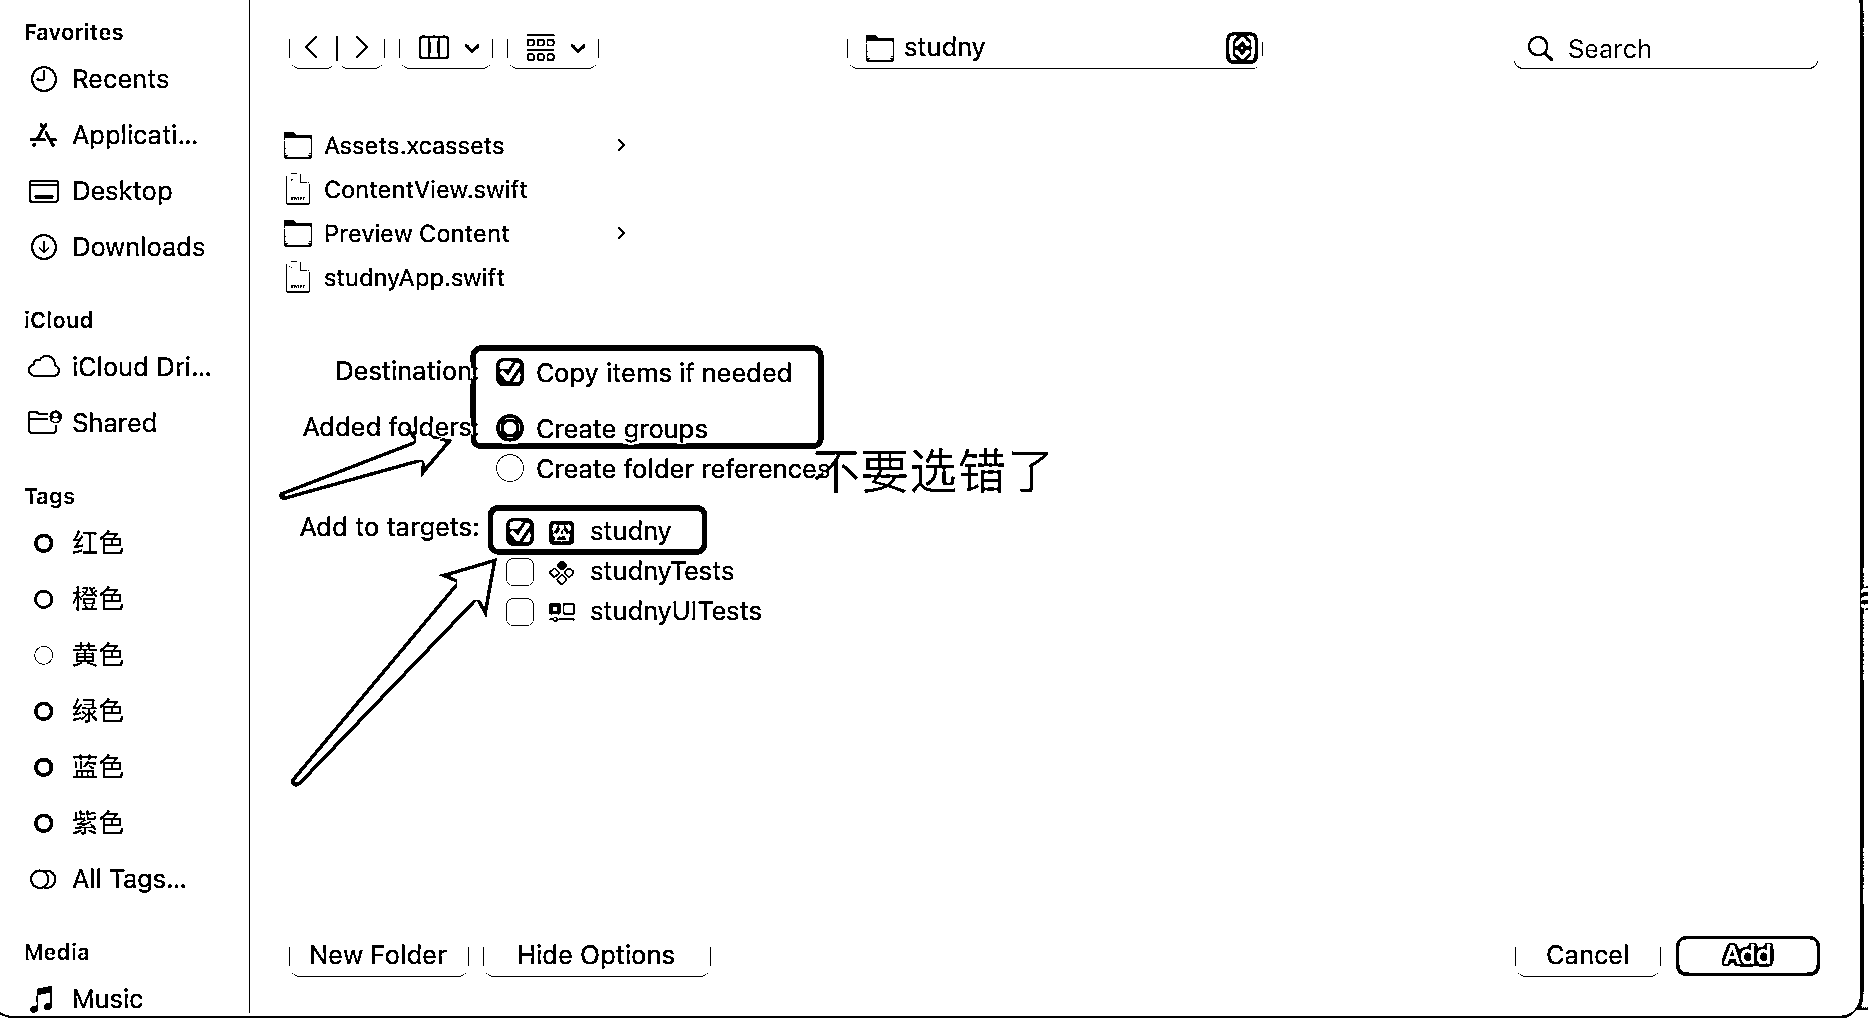 Favorites
Recents
Applicati...
Desktop
Downloads
iCloud
iCloud Dri...
Shared
Tags
红色
橙色
黄色
绿色
蓝色
紫色
All Tags...
Media
Music
studny
Search
Assets.xcassets
ContentView.swift
Preview Content
studnyApp.swift
Destination: Copy items if needed
Added folders: Create groups
Create folder references
不要选错了
Add to targets: studny
studnyTests
studnyUITests
New Folder
Hide Options
Cancel
Add